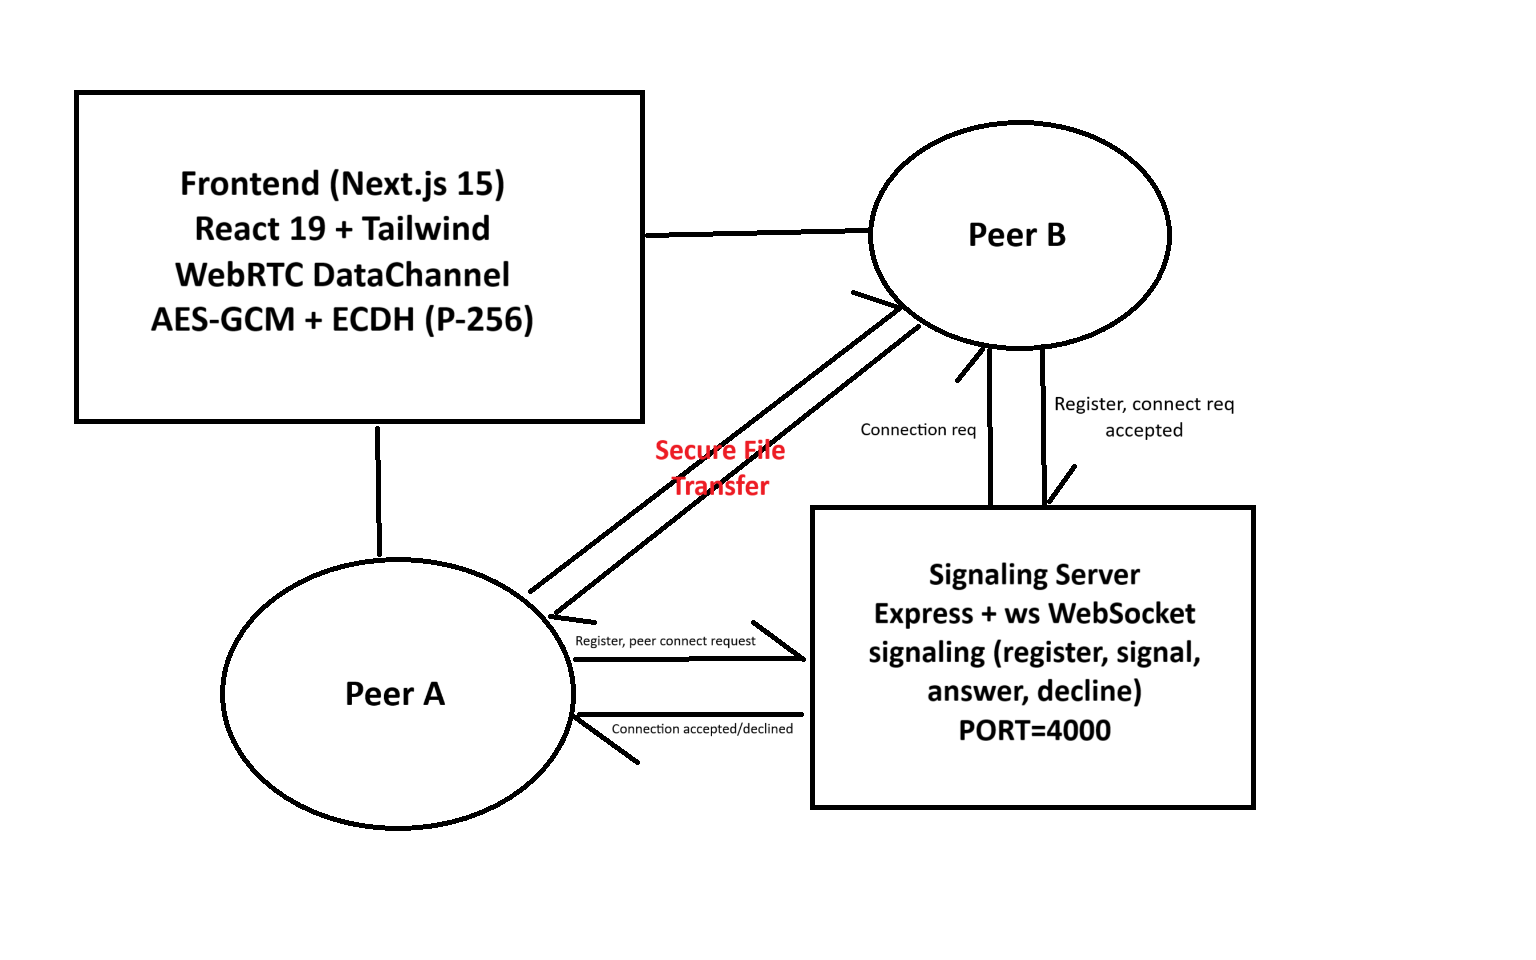 Frontend (Next.js 15)
React 19 + Tailwind
WebRTC DataChannel
AES-GCM + ECDH (P-256)
Peer B
Connection req
Register, connect req
accepted
Secure File
Transfer
Peer A
Register, peer connect request
Connection accepted/declined
Signaling Server
Express + ws WebSocket
signaling (register, signal,
answer, decline)
PORT=4000